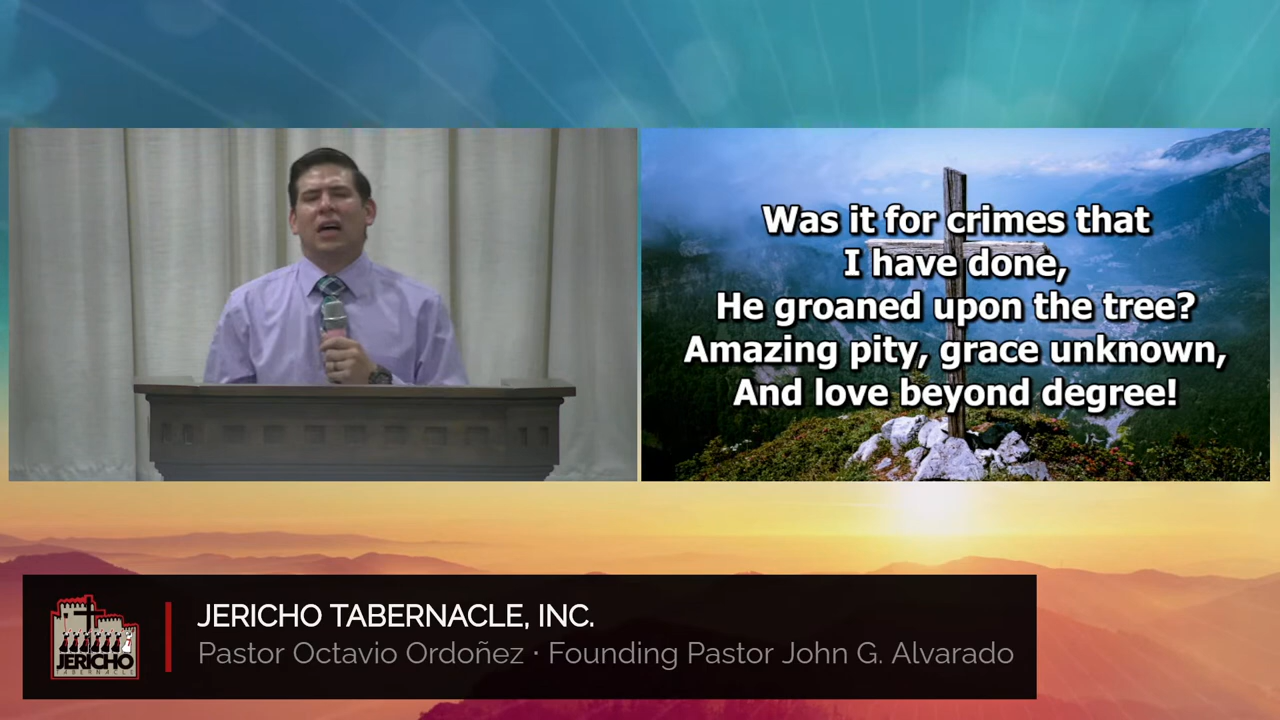 Was it for crimes that
I have done,
He groaned upon the tree?
Amazing pity, grace unknown,
And love beyond degree!
JERICHO
TABERNACLE
JERICHO TABERNACLE, INC.
Pastor Octavio Ordoñez · Founding Pastor John G. Alvarado